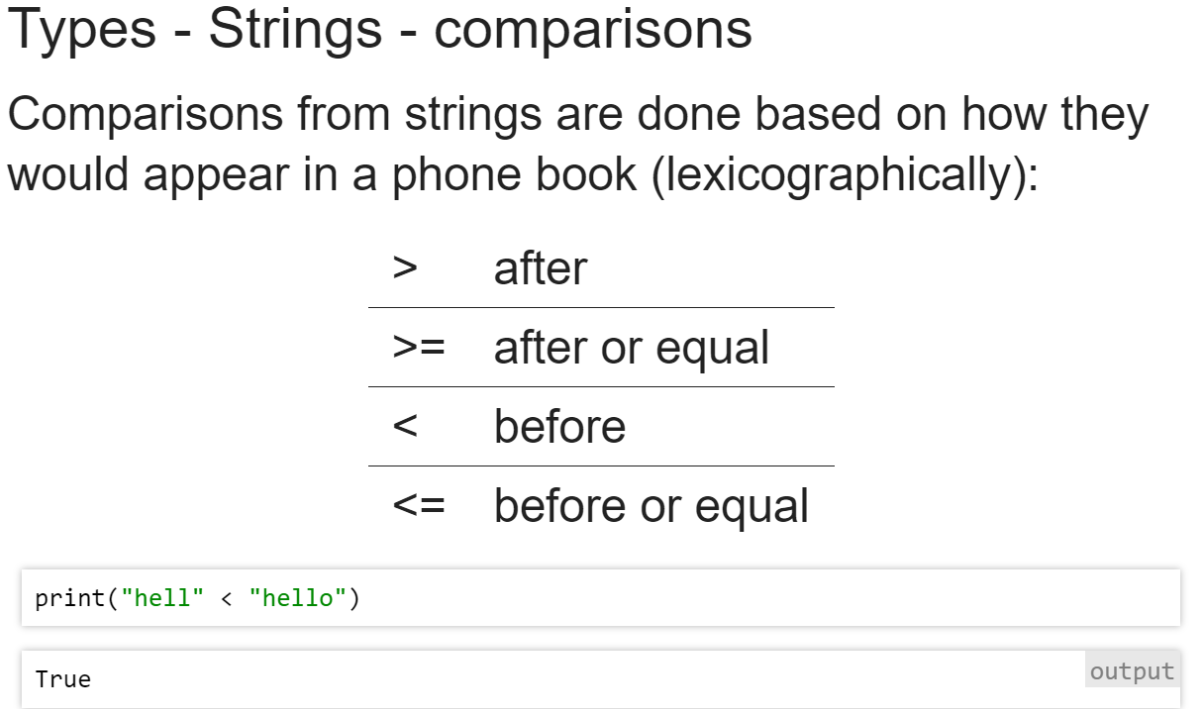 Types - Strings - comparisons
Comparisons from strings are done based on how they
would appear in a phone book (lexicographically):
> after
>= after or equal
< before
<= before or equal
print("hell" < "hello")
output
True